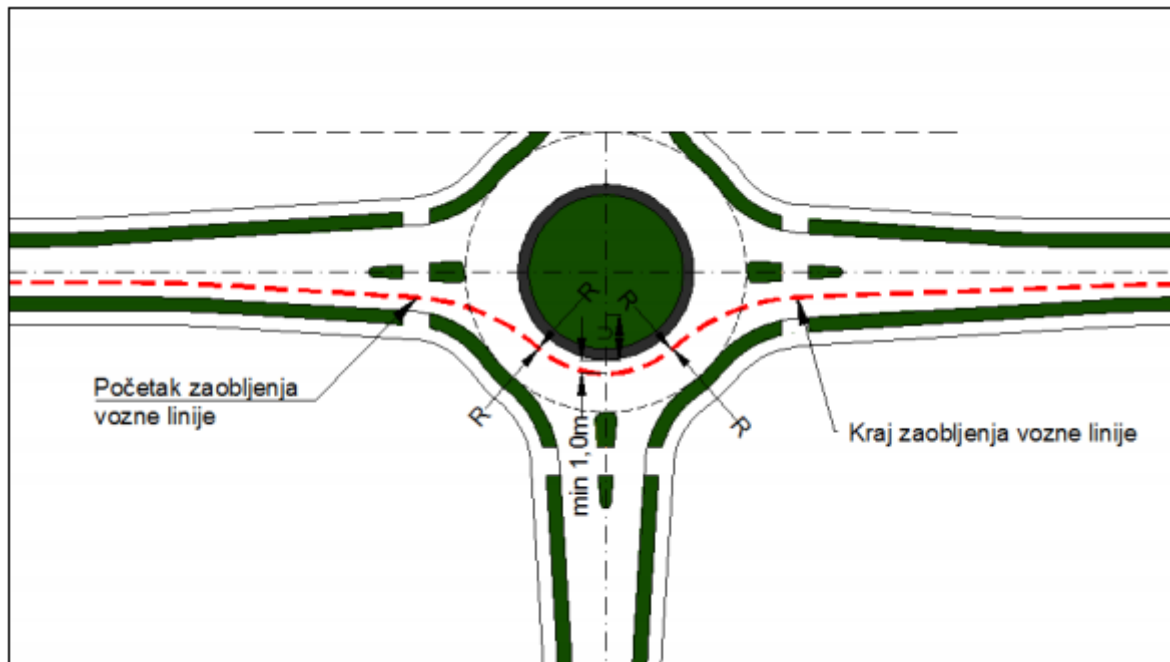 R
R
U
Početak zaobljenja
vozne linije
R
min 1,0m
R
Kraj zaobljenja vozne linije